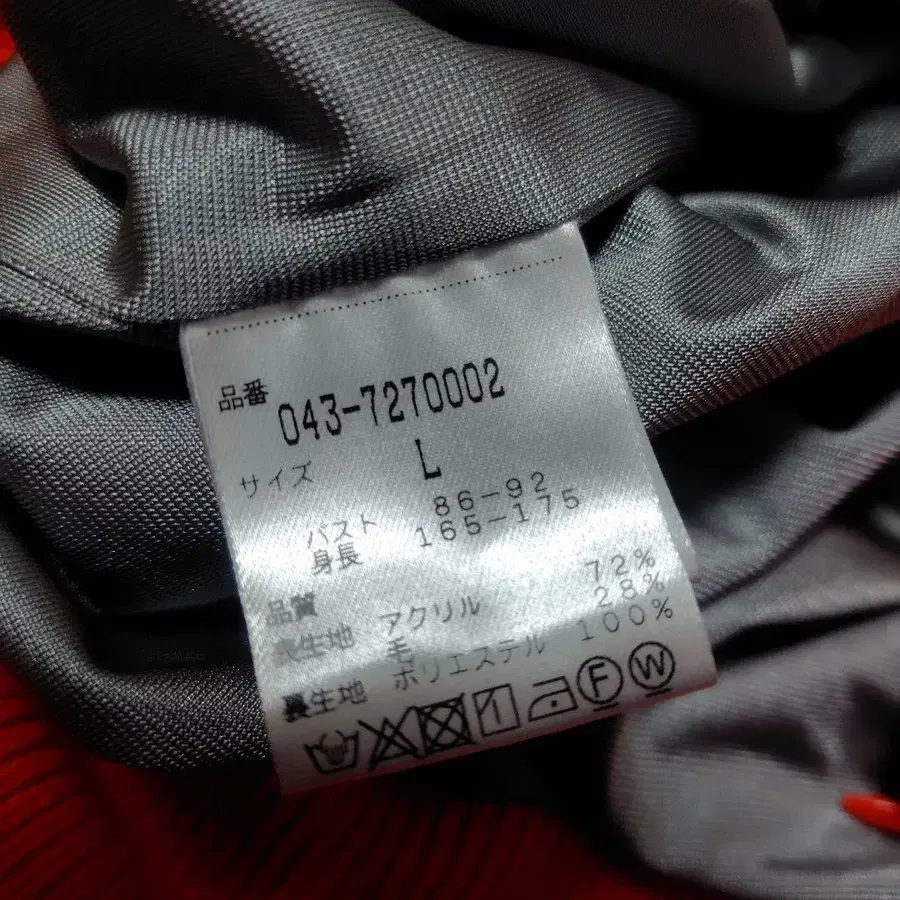 品番 043-7270002
サイズ L
バスト 86-92
身長 165-175
品質
表生地 アクリル 72%
毛 28%
裏生地 ポリエステル 100%
F W